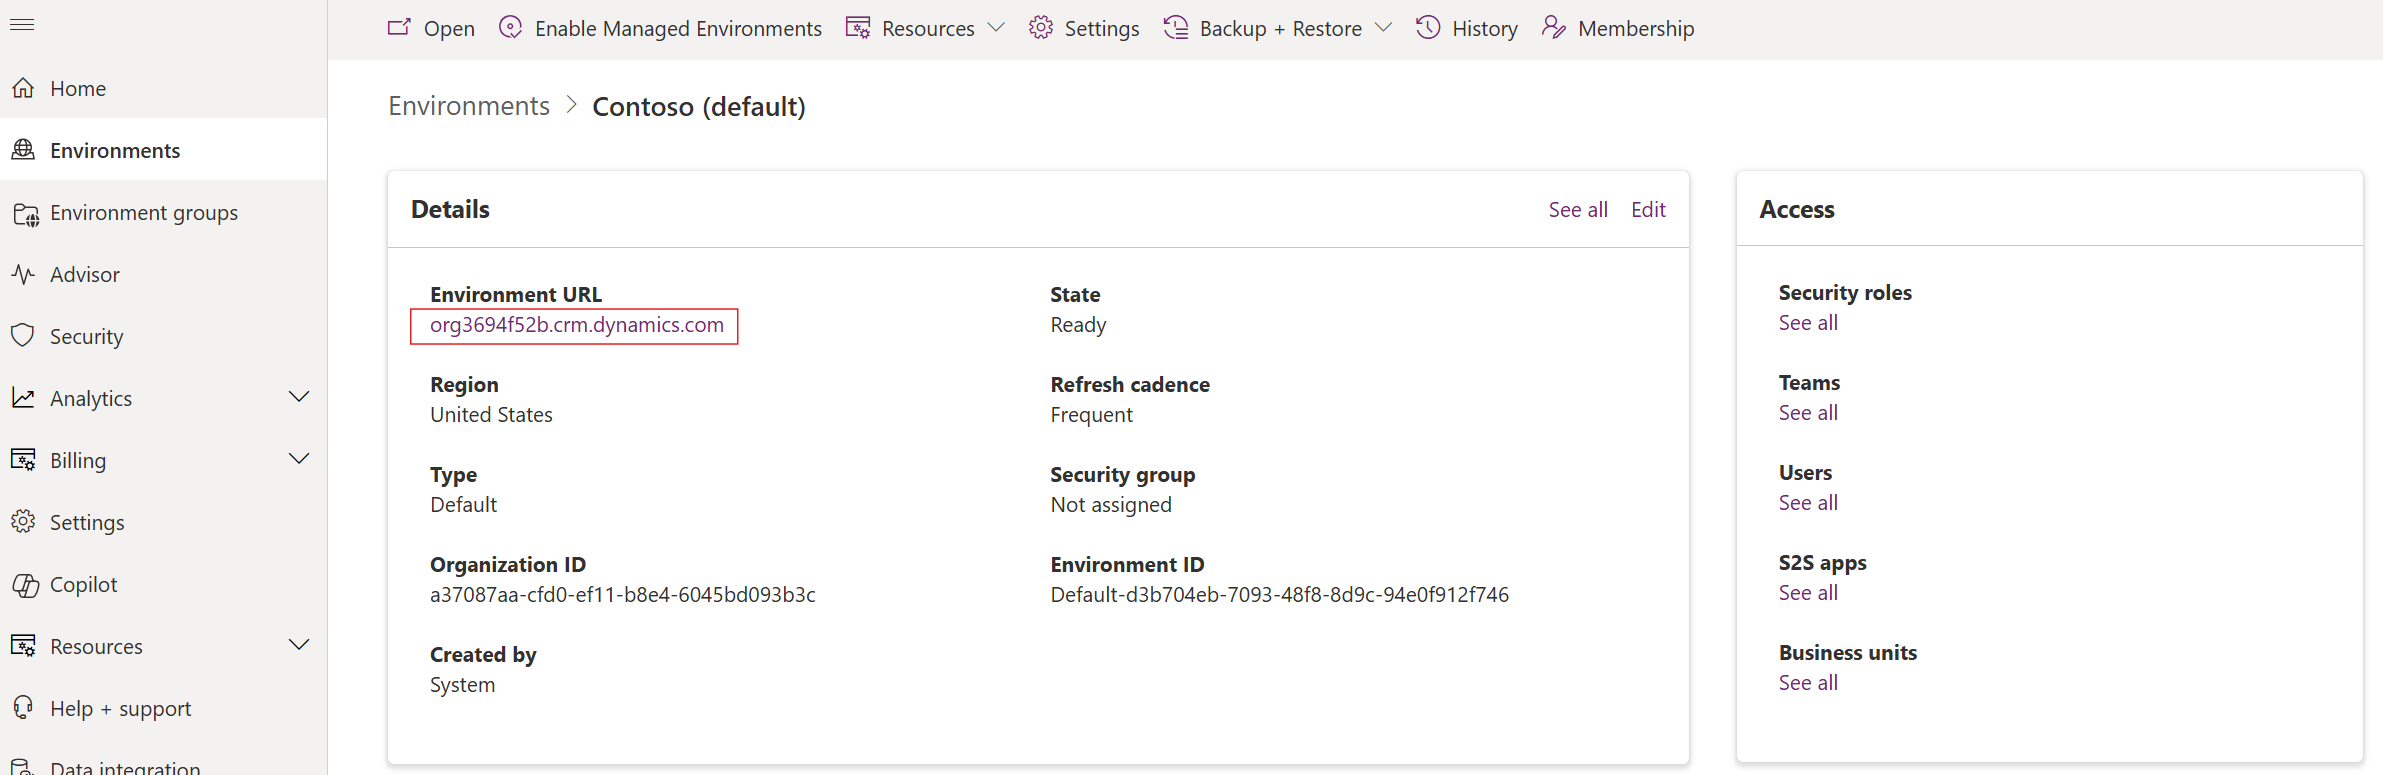 Open
Enable Managed Environments
Resources
Settings
Backup + Restore
History
Membership
Home
Environments
Environment groups
Advisor
Security
Analytics
Billing
Settings
Copilot
Resources
Help + support
Data integration
Environments > Contoso (default)
Details
See all
Edit
Environment URL
org3694f52b.crm.dynamics.com
State
Ready
Region
United States
Refresh cadence
Frequent
Type
Default
Security group
Not assigned
Organization ID
a37087aa-cfd0-ef11-b8e4-6045bd093b3c
Environment ID
Default-d3b704eb-7093-48f8-8d9c-94e0f912f746
Created by
System
Access
Security roles
See all
Teams
See all
Users
See all
S2S apps
See all
Business units
See all